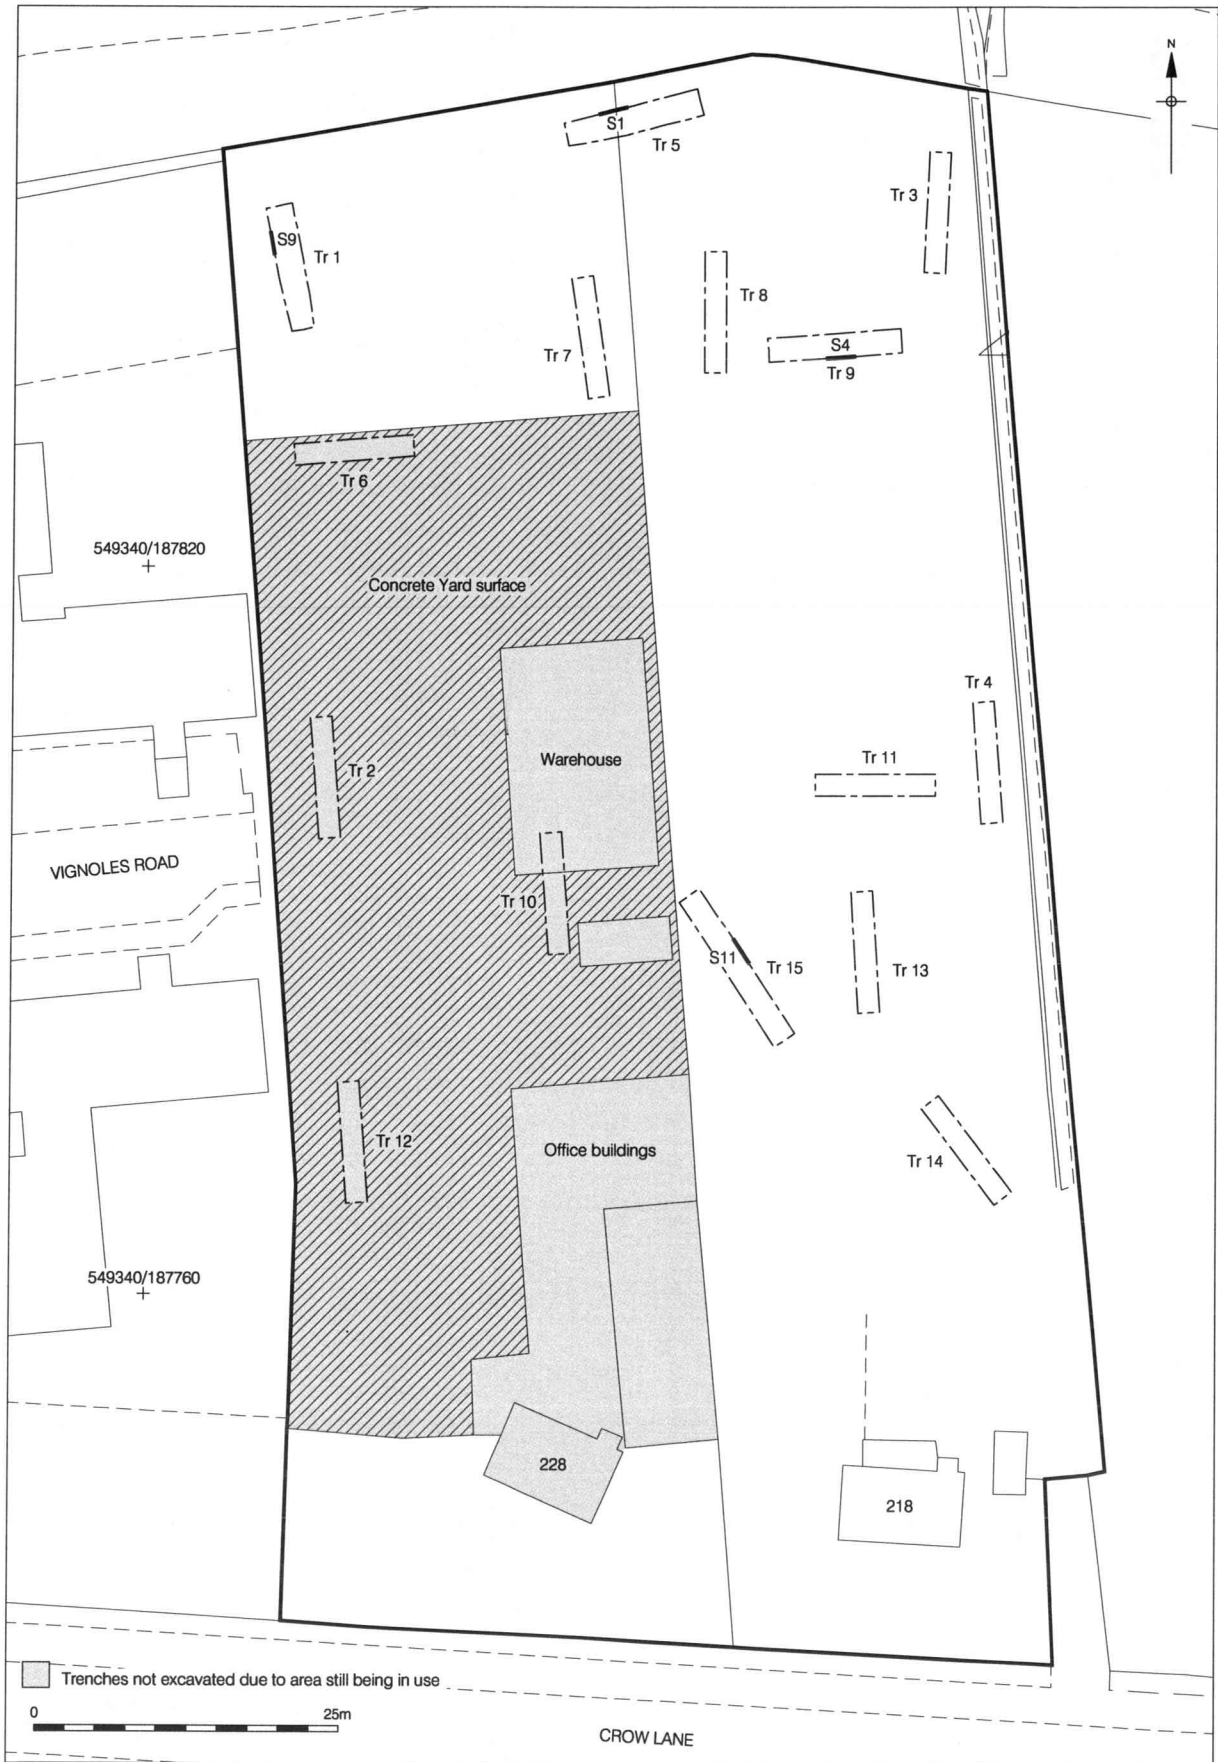 N
S1
Tr 5
Tr 3
S9
Tr 1
Tr 8
Tr 7
S4
Tr 9
Tr 6
549340/187820
Concrete Yard surface
Tr 4
Warehouse
Tr 2
Tr 11
VIGNOLES ROAD
Tr 10
S11
Tr 15
Tr 13
Tr 12
Office buildings
Tr 14
549340/187760
228
218
Trenches not excavated due to area still being in use
0 25m
CROW LANE